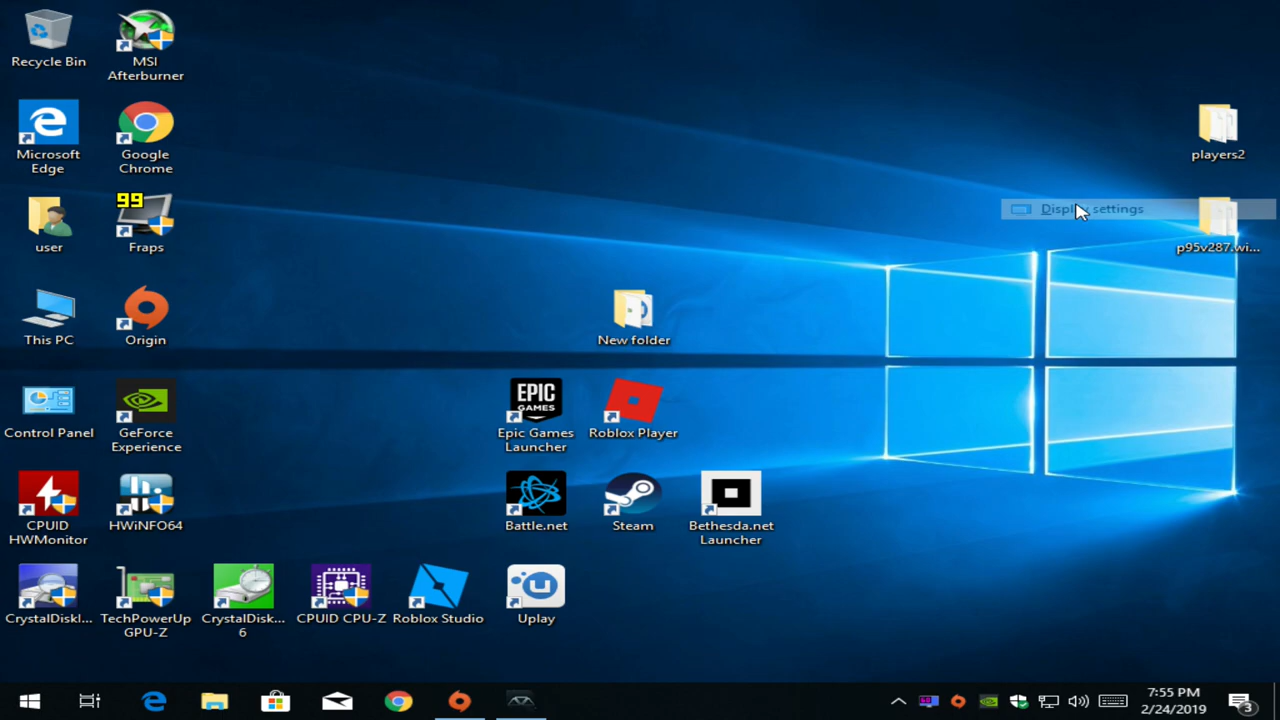 Recycle Bin
MSI
Afterburner
Microsoft
Edge
Google
Chrome
players2
99
user
Fraps
Display settings
p95v287.wi...
This PC
Origin
New folder
Control Panel
GeForce
Experience
EPIC
GAMES
Epic Games
Launcher
Roblox Player
CPUID
HWMonitor
HWiNFO64
Battle.net
Steam
Bethesda.net
Launcher
CrystalDiskI...
TechPowerUp
GPU-Z
CrystalDisk...
6
CPUID CPU-Z
Roblox Studio
Uplay
7:55 PM
2/24/2019
3